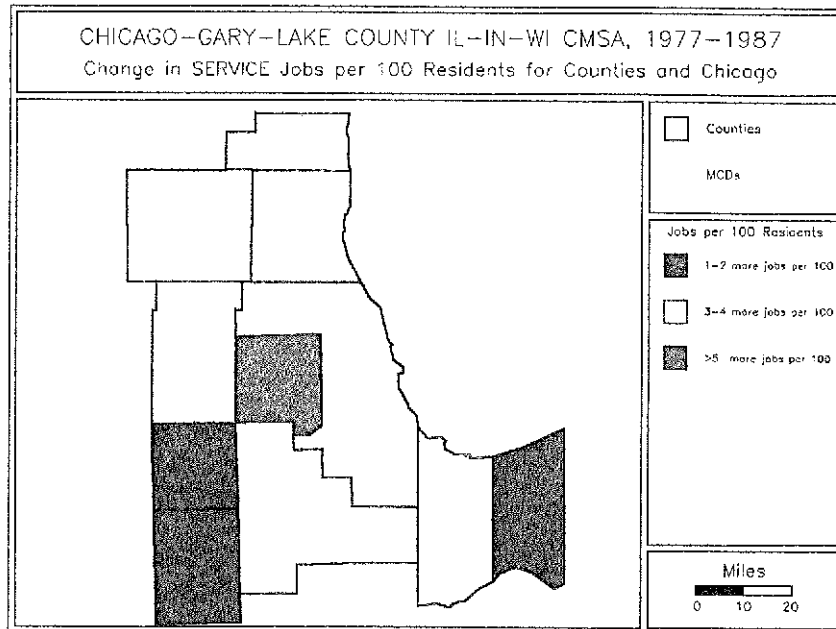 CHICAGO-GARY-LAKE COUNTY IL-IN-WI CMSA, 1977-1987
Change in SERVICE Jobs per 100 Residents for Counties and Chicago
Counties
MCDs
Jobs per 100 Residents
1-2 more jobs per 100
3-4 more jobs per 100
>5 more jobs per 100
Miles
0 10 20